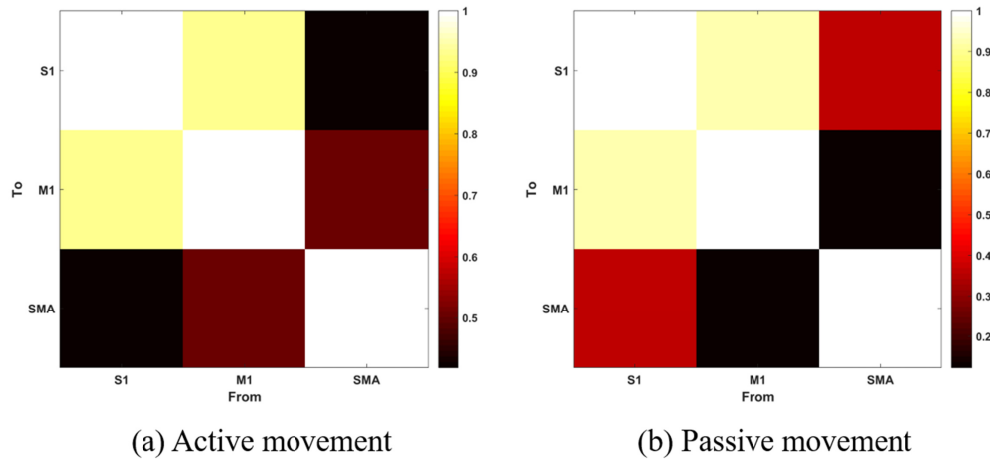 1
0.9
0.8
0.7
0.6
0.5
S1
M1
SMA
To
S1 M1 SMA
From
(a) Active movement
1
0.9
0.8
0.7
0.6
0.5
0.4
0.3
0.2
S1
M1
SMA
To
S1 M1 SMA
From
(b) Passive movement